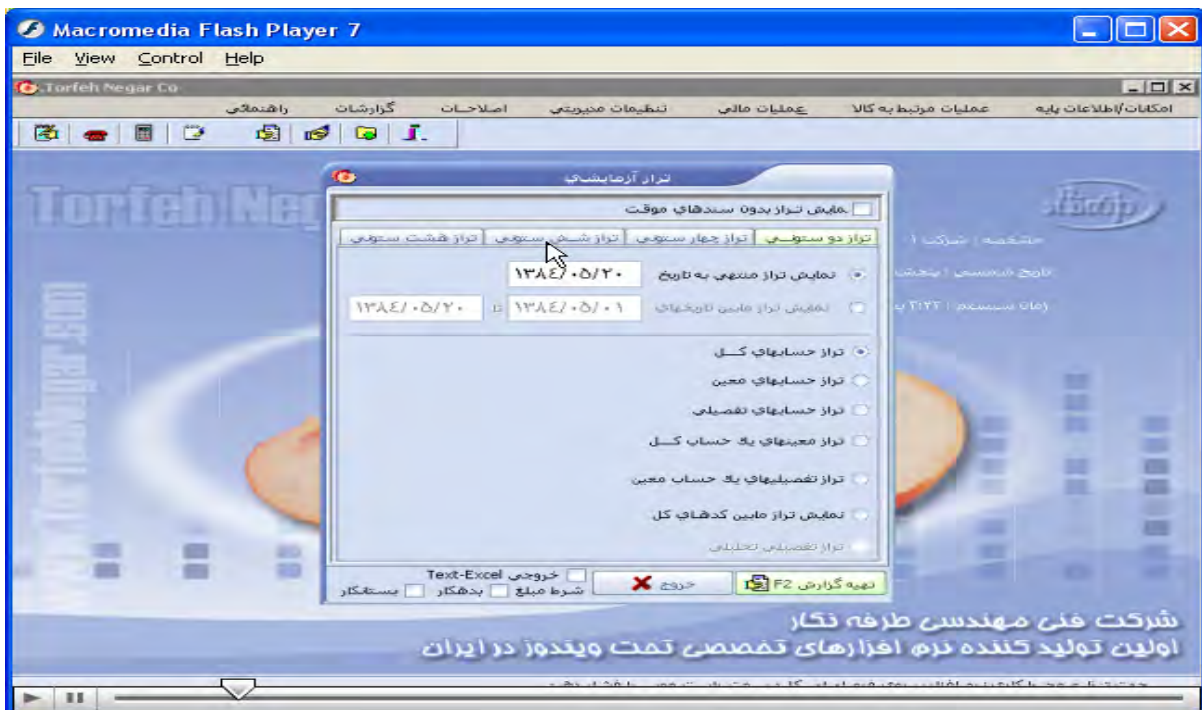 Macromedia Flash Player 7
File View Control Help
Torfeh Negar Co
امکانات/اطلاعات پایه عملیات مرتبط به کالا عملیات مالی تنظیمات مدیریتی اصلاحات گزارشات راهنمائی
تراز آزمایشی
نمایش تراز بدون سندهای موقت
تراز دو ستونی تراز چهار ستونی تراز شش ستونی تراز هشت ستونی
نمایش تراز منتهی به تاریخ ۱۳۸٤/۰۵/۲۰
نمایش تراز مابین تاریخهای ۱۳۸٤/۰۵/۰۱ تا ۱۳۸٤/۰۵/۲۰
تراز حسابهای کـــل
تراز حسابهای معین
تراز حسابهای تفصیلی
تراز معینهای یک حساب کـــل
تراز تفصیلیهای یک حساب معین
نمایش تراز مابین کدهای کل
تراز تفصیلی تحلیلی
تهیه گزارش F2 خروج خروجی Text-Excel
شرط مبلغ بدهکار بستانکار
Torfeh Neg
شرکت فنی مهندسی طرفه نگار
اولین تولید کننده نرم افزارهای تخصصی تحت ویندوز در ایران